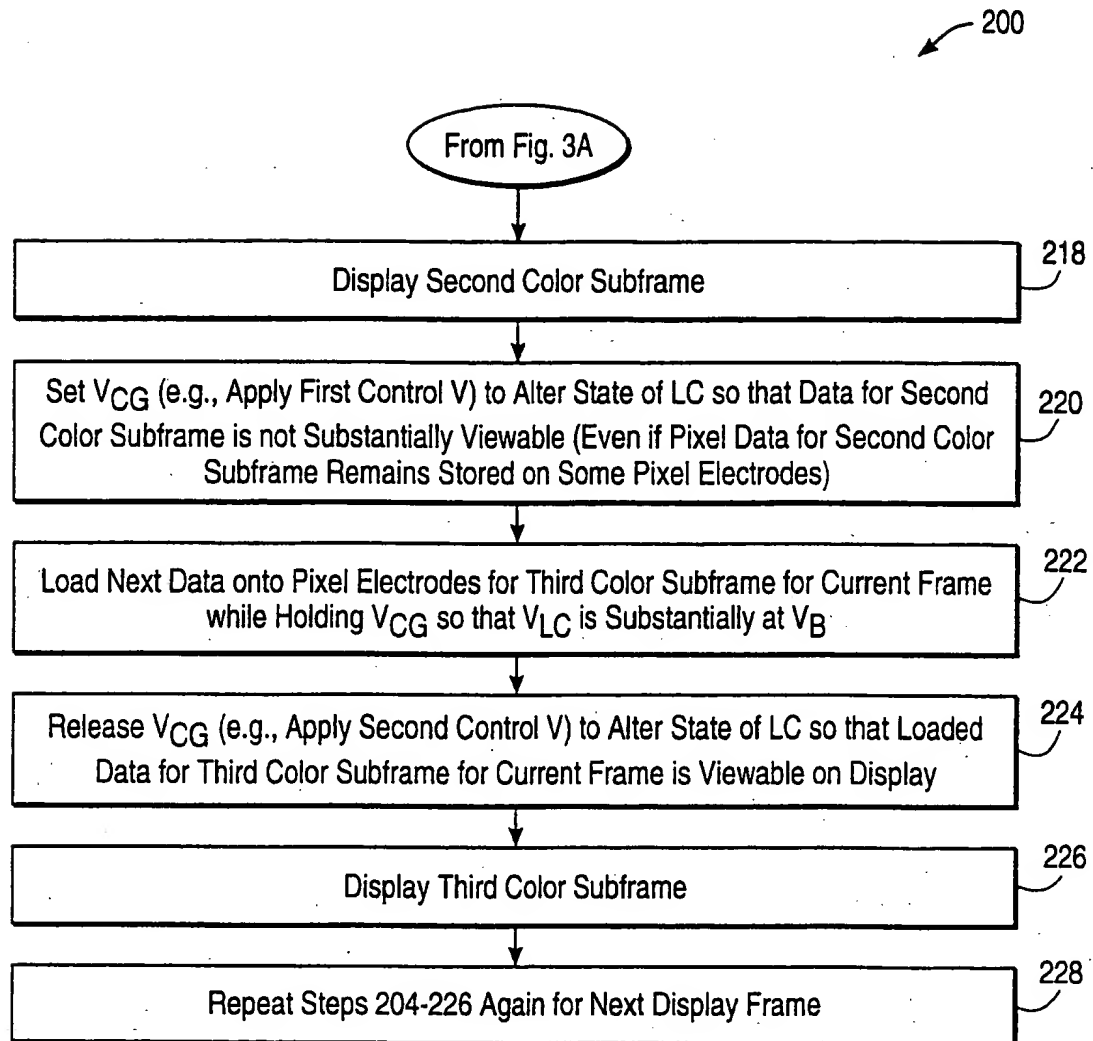 200
From Fig. 3A
Display Second Color Subframe
218
Set VCG (e.g., Apply First Control V) to Alter State of LC so that Data for Second
Color Subframe is not Substantially Viewable (Even if Pixel Data for Second Color
Subframe Remains Stored on Some Pixel Electrodes)
220
Load Next Data onto Pixel Electrodes for Third Color Subframe for Current Frame
while Holding VCG so that VLC is Substantially at VB
222
Release VCG (e.g., Apply Second Control V) to Alter State of LC so that Loaded
Data for Third Color Subframe for Current Frame is Viewable on Display
224
Display Third Color Subframe
226
Repeat Steps 204-226 Again for Next Display Frame
228